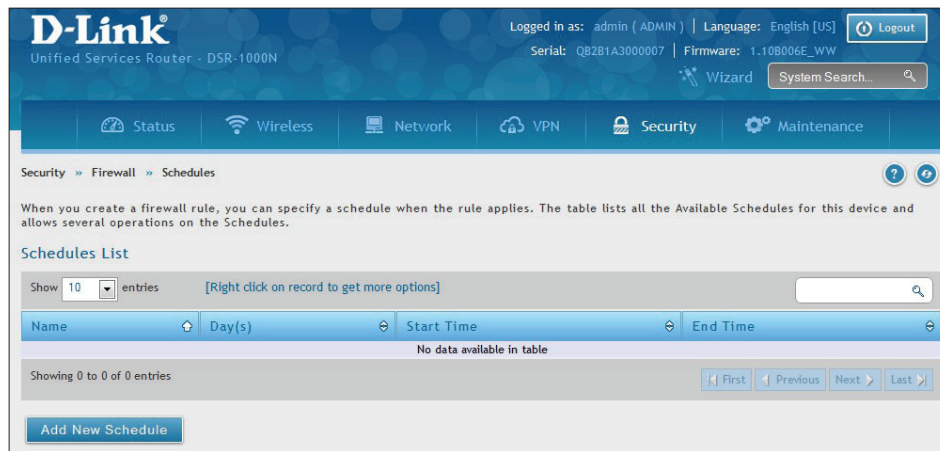 D-Link®
Unified Services Router - DSR-1000N
Logged in as: admin ( ADMIN ) | Language: English [US]
Logout
Serial: QB2B1A3000007 | Firmware: 1.10B006E_WW
Wizard
System Search...
Status
Wireless
Network
VPN
Security
Maintenance
Security » Firewall » Schedules
When you create a firewall rule, you can specify a schedule when the rule applies. The table lists all the Available Schedules for this device and
allows several operations on the Schedules.
Schedules List
Show 10 entries
[Right click on record to get more options]
Name Day(s) Start Time End Time
No data available in table
Showing 0 to 0 of 0 entries
First Previous Next Last
Add New Schedule